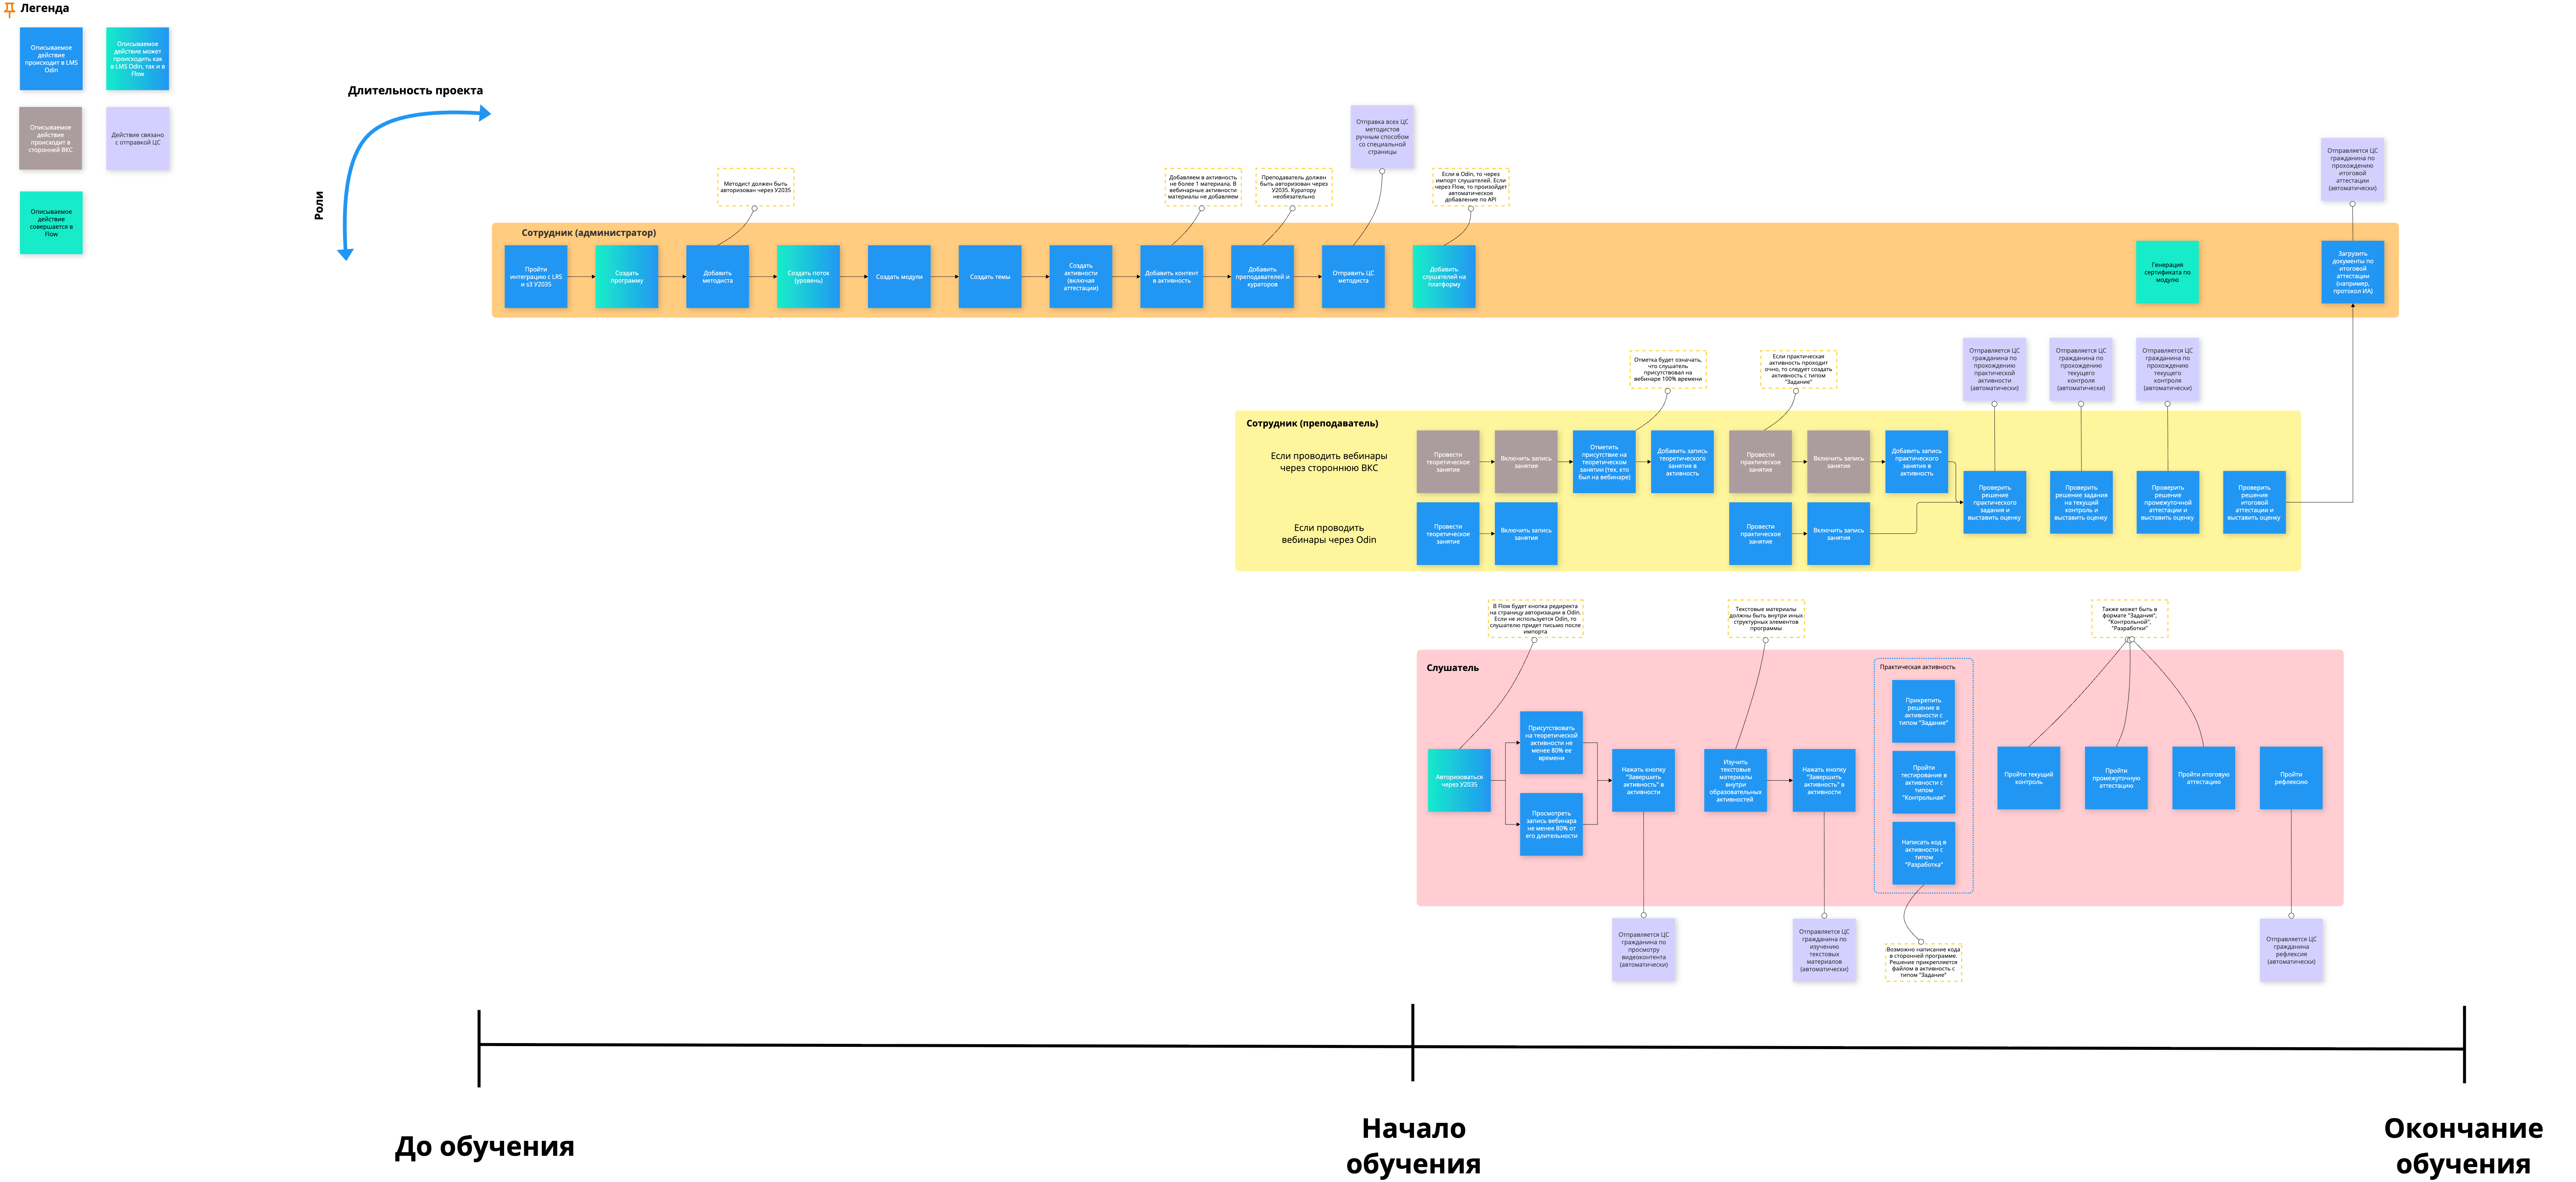 Легенда
Описываемое
действие
происходит в LMS
Odin
Описываемое
действие может
происходить как
в LMS Odin, так и в
Flow
Описываемое
действие
происходит в
сторонней ВКС
Действие связано
с отправкой ЦС
Описываемое
действие
совершается в
Flow
Длительность проекта
Роли
Методист должен быть
авторизован через У2035
Добавляем в активность
не более 1 материала. В
вебинарные активности
материалы не добавляем
Преподаватель должен
быть авторизован через
У2035. Куратору
необязательно
Отправка всех ЦС
методистов
ручным способом
со специальной
страницы
Если в Odin, то через
импорт слушателей. Если
через Flow, то произойдет
автоматическое
добавление по API
Отправляется ЦС
гражданина по
прохождению
итоговой
аттестации
(автоматически)
Сотрудник (администратор)
Пройти
интеграцию с LRS
и s3 У2035
Создать
программу
Добавить
методиста
Создать поток
(уровень)
Создать модули
Создать темы
Создать
активности
(включая
аттестации)
Добавить контент
в активность
Добавить
преподавателей и
кураторов
Отправить ЦС
методиста
Добавить
слушателей на
платформу
Генерация
сертификата по
модулю
Загрузить
документы по
итоговой
аттестации
(например,
протокол ИА)
Отметка будет означать,
что слушатель
присутствовал на
вебинаре 100% времени
Если практическая
активность проходит
очно, то следует создать
активность с типом
"Задание"
Отправляется ЦС
гражданина по
прохождению
практической
активности
(автоматически)
Отправляется ЦС
гражданина по
прохождению
текущего
контроля
(автоматически)
Отправляется ЦС
гражданина по
прохождению
текущего
контроля
(автоматически)
Сотрудник (преподаватель)
Если проводить вебинары
через стороннюю ВКС
Провести
теоретическое
занятие
Включить запись
занятия
Отметить
присутствие на
теоретическом
занятии (тех, кто
был на вебинаре)
Добавить запись
теоретического
занятия в
активность
Провести
практическое
занятие
Включить запись
занятия
Добавить запись
практического
занятия в
активность
Проверить
решение
практического
задания и
выставить оценку
Проверить
решение задания
на текущий
контроль и
выставить оценку
Проверить
решение
промежуточной
аттестации и
выставить оценку
Проверить
решение
итоговой
аттестации и
выставить оценку
Если проводить
вебинары через Odin
Провести
теоретическое
занятие
Включить запись
занятия
Провести
практическое
занятие
Включить запись
занятия
В Flow будет кнопка редиректа
на страницу авторизации в Odin.
Если не используется Odin, то
слушателю придет письмо после
импорта
Текстовые материалы
должны быть внутри иных
структурных элементов
программы
Также может быть в
формате "Задания",
"Контрольной",
"Разработки"
Слушатель
Авторизоваться
через У2035
Присутствовать
на теоретической
активности не
менее 80% ее
времени
Просмотреть
запись вебинара
не менее 80% от
его длительности
Нажать кнопку
"Завершить
активность" в
активности
Изучить
текстовые
материалы
внутри
образовательных
активностей
Нажать кнопку
"Завершить
активность" в
активности
Практическая активность
Прикрепить
решение в
активности с
типом "Задание"
Пройти
тестирование в
активности с
типом
"Контрольная"
Написать код в
активности с
типом
"Разработка"
Пройти текущий
контроль
Пройти
промежуточную
аттестацию
Пройти итоговую
аттестацию
Пройти
рефлексию
Отправляется ЦС
гражданина по
просмотру
видеоконтента
(автоматически)
Отправляется ЦС
гражданина по
изучению
текстовых
материалов
(автоматически)
Возможно написание кода
в сторонней программе.
Решение прикрепляется
файлом в активность с
типом "Задание"
Отправляется ЦС
гражданина
рефлексия
(автоматически)
До обучения
Начало
обучения
Окончание
обучения